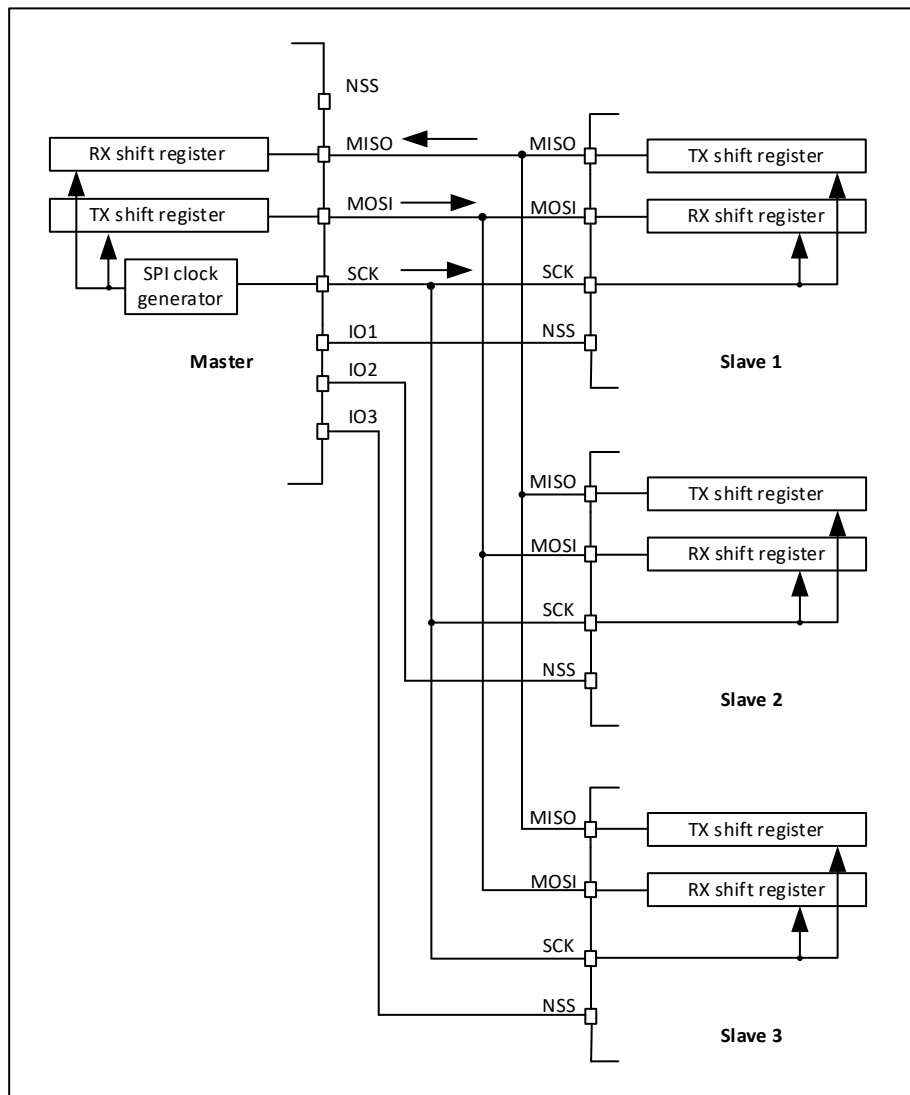 NSS
RX shift register
MISO
MISO
TX shift register
TX shift register
MOSI
MOSI
RX shift register
SPI clock
generator
SCK
SCK
IO1
NSS
Master
Slave 1
IO2
IO3
MISO
TX shift register
MOSI
RX shift register
SCK
NSS
Slave 2
MISO
TX shift register
MOSI
RX shift register
SCK
NSS
Slave 3